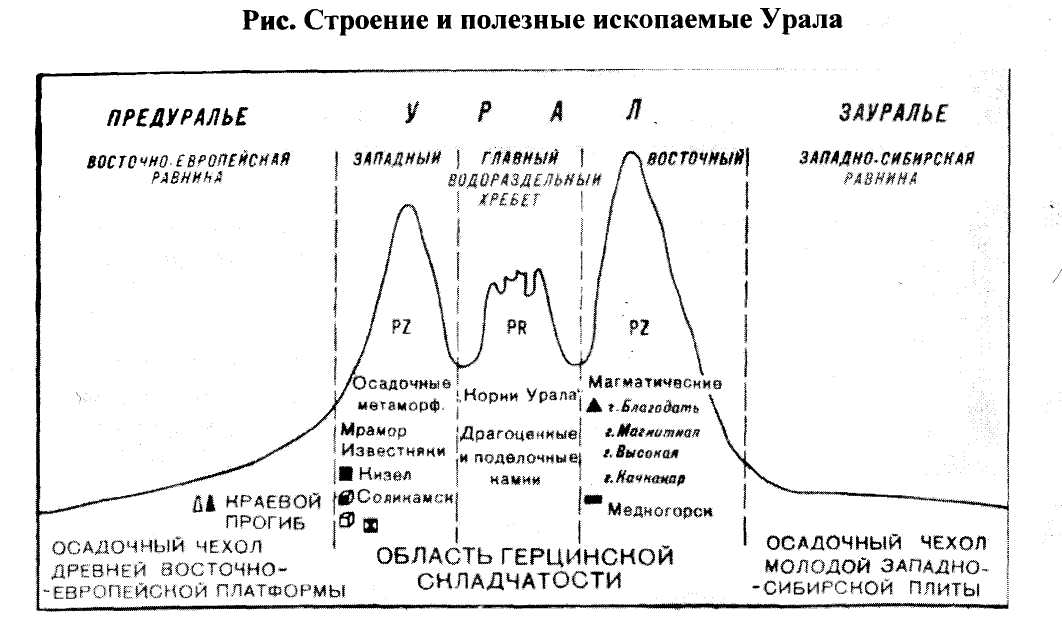 Рис. Строение и полезные ископаемые Урала
ПРЕДУРАЛЬЕ
ВОСТОЧНО-ЕВРОПЕЙСКАЯ
РАВНИНА
УРАЛ
ЗАПАДНЫЙ
ГЛАВНЫЙ
ВОДОРАЗДЕЛЬНЫЙ
ХРЕБЕТ
ВОСТОЧНЫЙ
ЗАУРАЛЬЕ
ЗАПАДНО-СИБИРСКАЯ
РАВНИНА
PZ
PR
PZ
Осадочные
метаморф.
Мрамор
Известняки
Кизел
Соликамск
"Корни Урала"
Драгоценные
и поделочные
камни
Магматические
г. Благодать
г. Магнитная
г. Высокая
г. Качканар
Медногорск
КРАЕВОЙ
ПРОГИБ
ОСАДОЧНЫЙ ЧЕХОЛ
ДРЕВНЕЙ ВОСТОЧНО-
-ЕВРОПЕЙСКОЙ ПЛАТФОРМЫ
ОБЛАСТЬ ГЕРЦИНСКОЙ
СКЛАДЧАТОСТИ
ОСАДОЧНЫЙ ЧЕХОЛ
МОЛОДОЙ ЗАПАДНО-
-СИБИРСКОЙ ПЛИТЫ